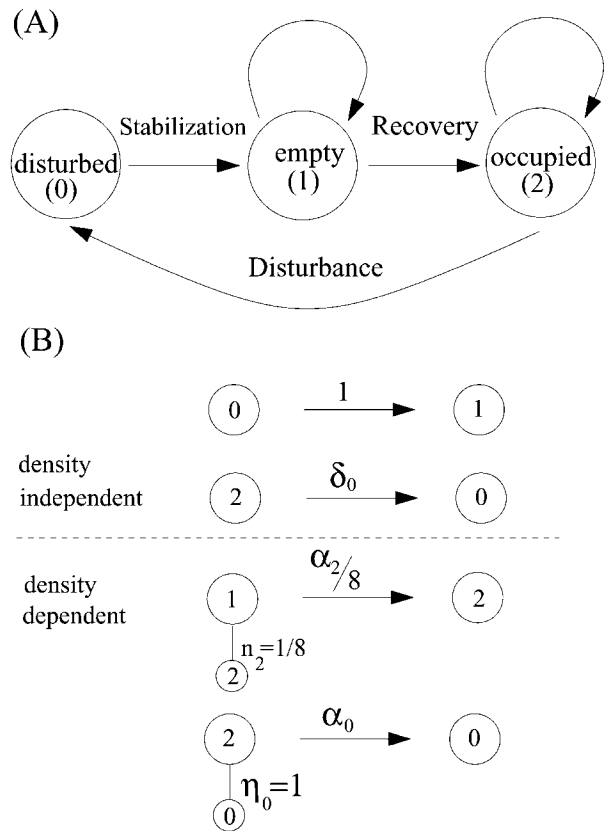 (A)
Stabilization
Recovery
disturbed
(0)
empty
(1)
occupied
(2)
Disturbance
(B)
0
1
1
density
independent
2
δ₀
0
density
dependent
1
α₂/8
2
n₂=1/8
2
2
α₀
0
η₀=1
0